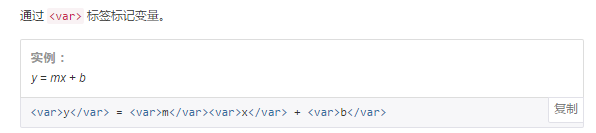 通过 <var> 标签标记变量。
实例：
y = mx + b
<var>y</var> = <var>m</var><var>x</var> + <var>b</var>
复制